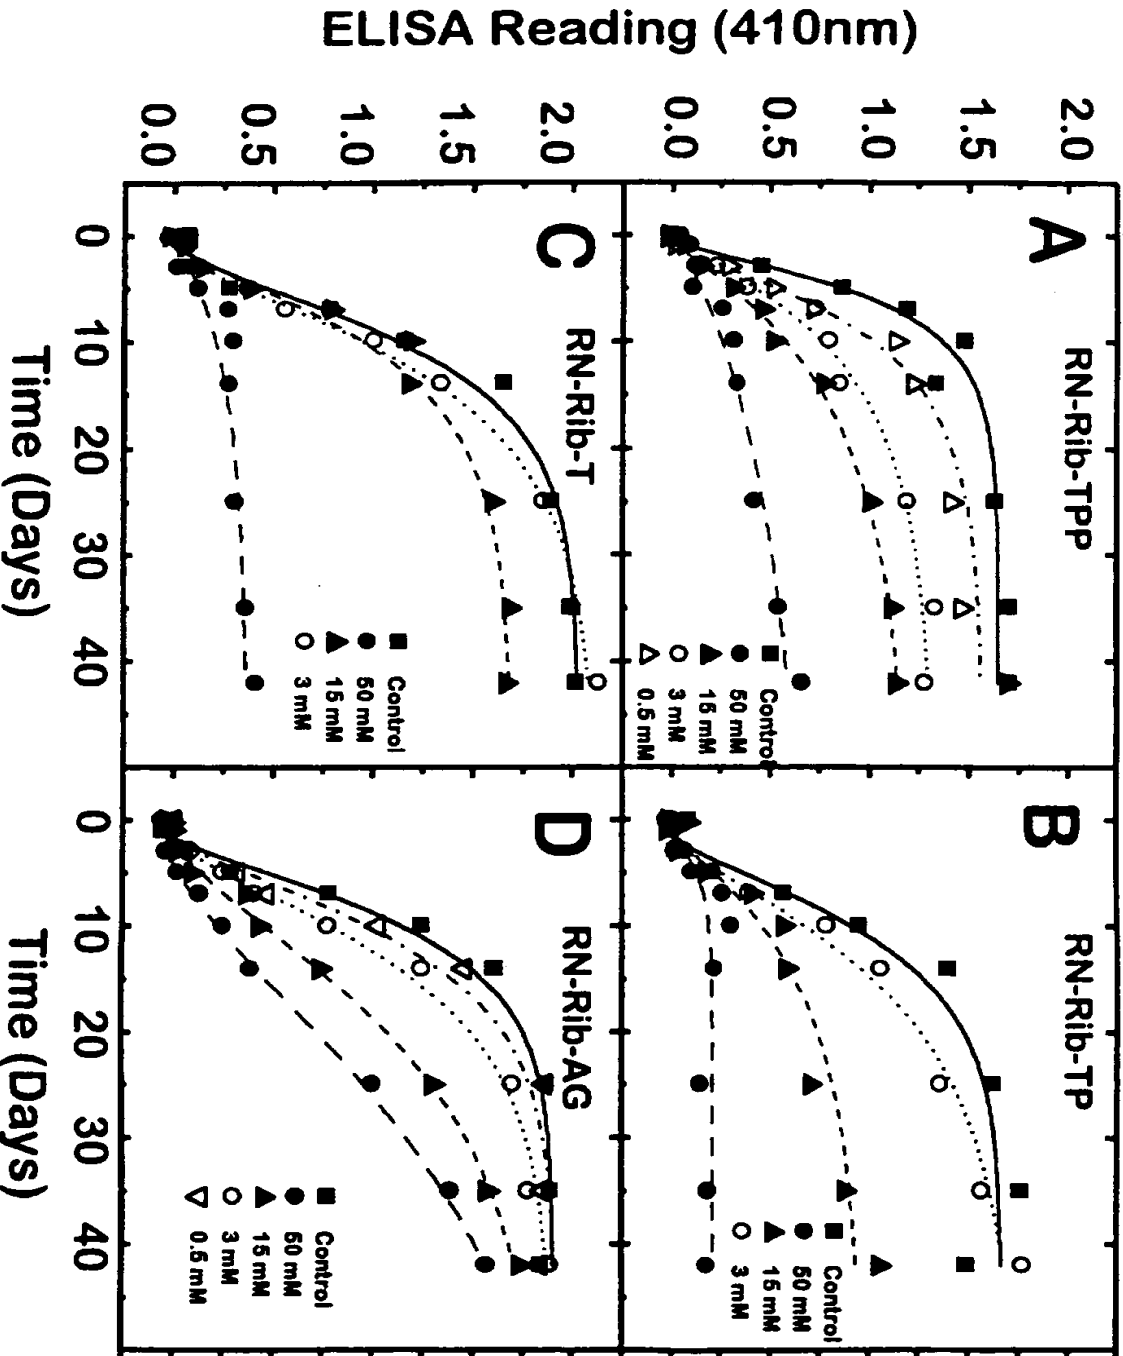 ELISA Reading (410nm)
2.0
1.5
1.0
0.5
0.0
A
RN-Rib-TPP
Control
50 mM
15 mM
3 mM
0.5 mM
B
RN-Rib-TP
Control
50 mM
15 mM
3 mM
2.0
1.5
1.0
0.5
0.0
C
RN-Rib-T
Control
50 mM
15 mM
3 mM
D
RN-Rib-AG
Control
50 mM
15 mM
3 mM
0.5 mM
0 10 20 30 40
0 10 20 30 40
Time (Days)
Time (Days)